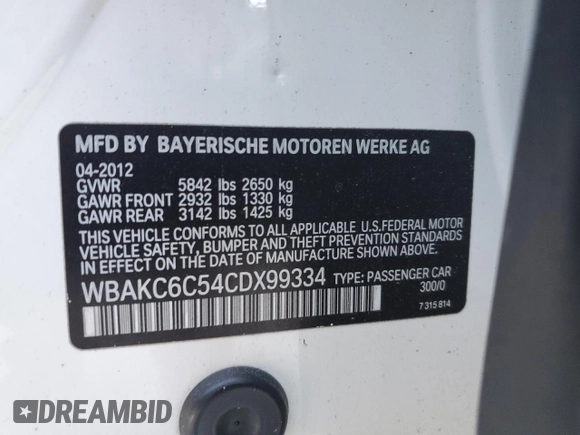 MFD BY BAYERISCHE MOTOREN WERKE AG
04-2012
GVWR 5842 lbs 2650 kg
GAWR FRONT 2932 lbs 1330 kg
GAWR REAR 3142 lbs 1425 kg
THIS VEHICLE CONFORMS TO ALL APPLICABLE U.S.FEDERAL MOTOR
VEHICLE SAFETY, BUMPER AND THEFT PREVENTION STANDARDS
IN EFFECT ON THE DATE OF MANUFACTURE SHOWN ABOVE.
WBAKC6C54CDX99334 TYPE: PASSENGER CAR
300/0
7 315 814
DREAMBID